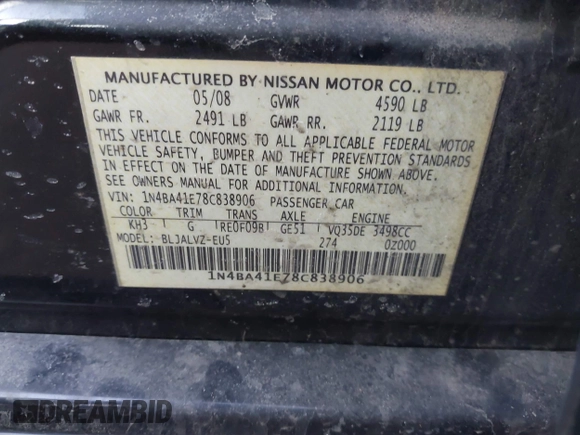 MANUFACTURED BY NISSAN MOTOR CO., LTD.
DATE 05/08 GVWR 4590 LB
GAWR FR. 2491 LB GAWR RR. 2119 LB
THIS VEHICLE CONFORMS TO ALL APPLICABLE FEDERAL MOTOR
VEHICLE SAFETY, BUMPER AND THEFT PREVENTION STANDARDS
IN EFFECT ON THE DATE OF MANUFACTURE SHOWN ABOVE.
SEE OWNERS MANUAL FOR ADDITIONAL INFORMATION.
VIN: 1N4BA41E78C838906 PASSENGER CAR
COLOR TRIM TRANS AXLE ENGINE
KH3 G RE0F09B GE51 VQ35DE 3498CC
MODEL: BLJALVZ-EU5 274 0Z000
1N4BA41E78C838906
DREAMBID